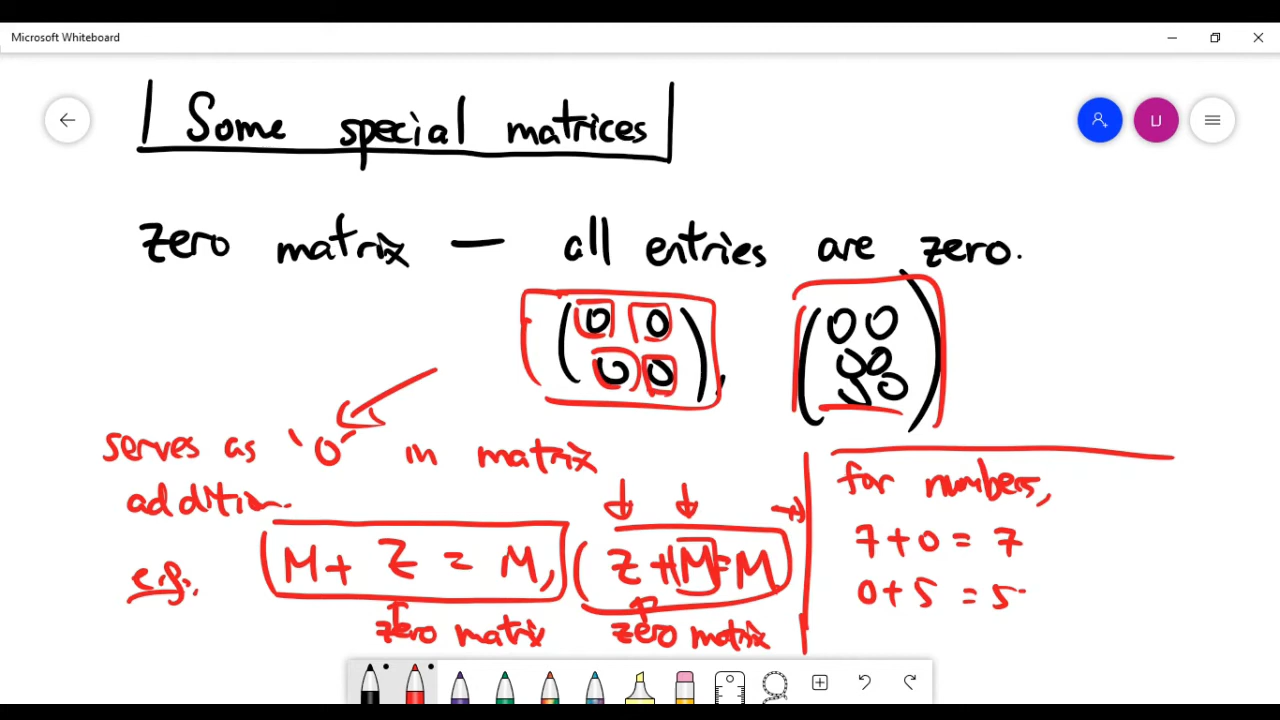 Microsoft Whiteboard
Some special matrices
IJ
zero matrix — all entries are zero.
( 0 0
0 0 ), ( 0 0
0 0
0 0 )
serves as '0' in matrix
addition.
e.g. M + Z = M, ( Z + M = M )
zero matrix zero matrix
for numbers,
7 + 0 = 7
0 + 5 = 5